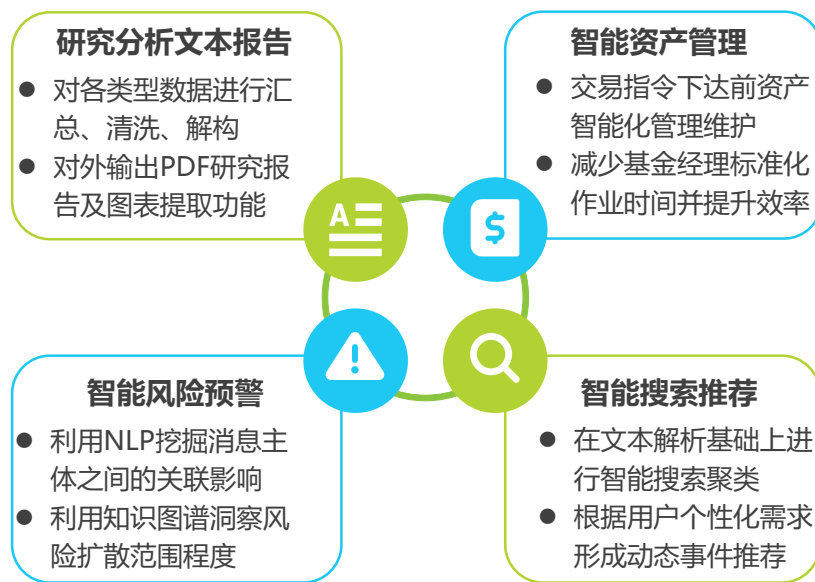 研究分析文本报告
● 对各类型数据进行汇
总、清洗、解构
● 对外输出PDF研究报
告及图表提取功能
智能资产管理
● 交易指令下达前资产
智能化管理维护
● 减少基金经理标准化
作业时间并提升效率
A
$
智能风险预警
● 利用NLP挖掘消息主
体之间的关联影响
● 利用知识图谱洞察风
险扩散范围程度
智能搜索推荐
● 在文本解析基础上进
行智能搜索聚类
● 根据用户个性化需求
形成动态事件推荐